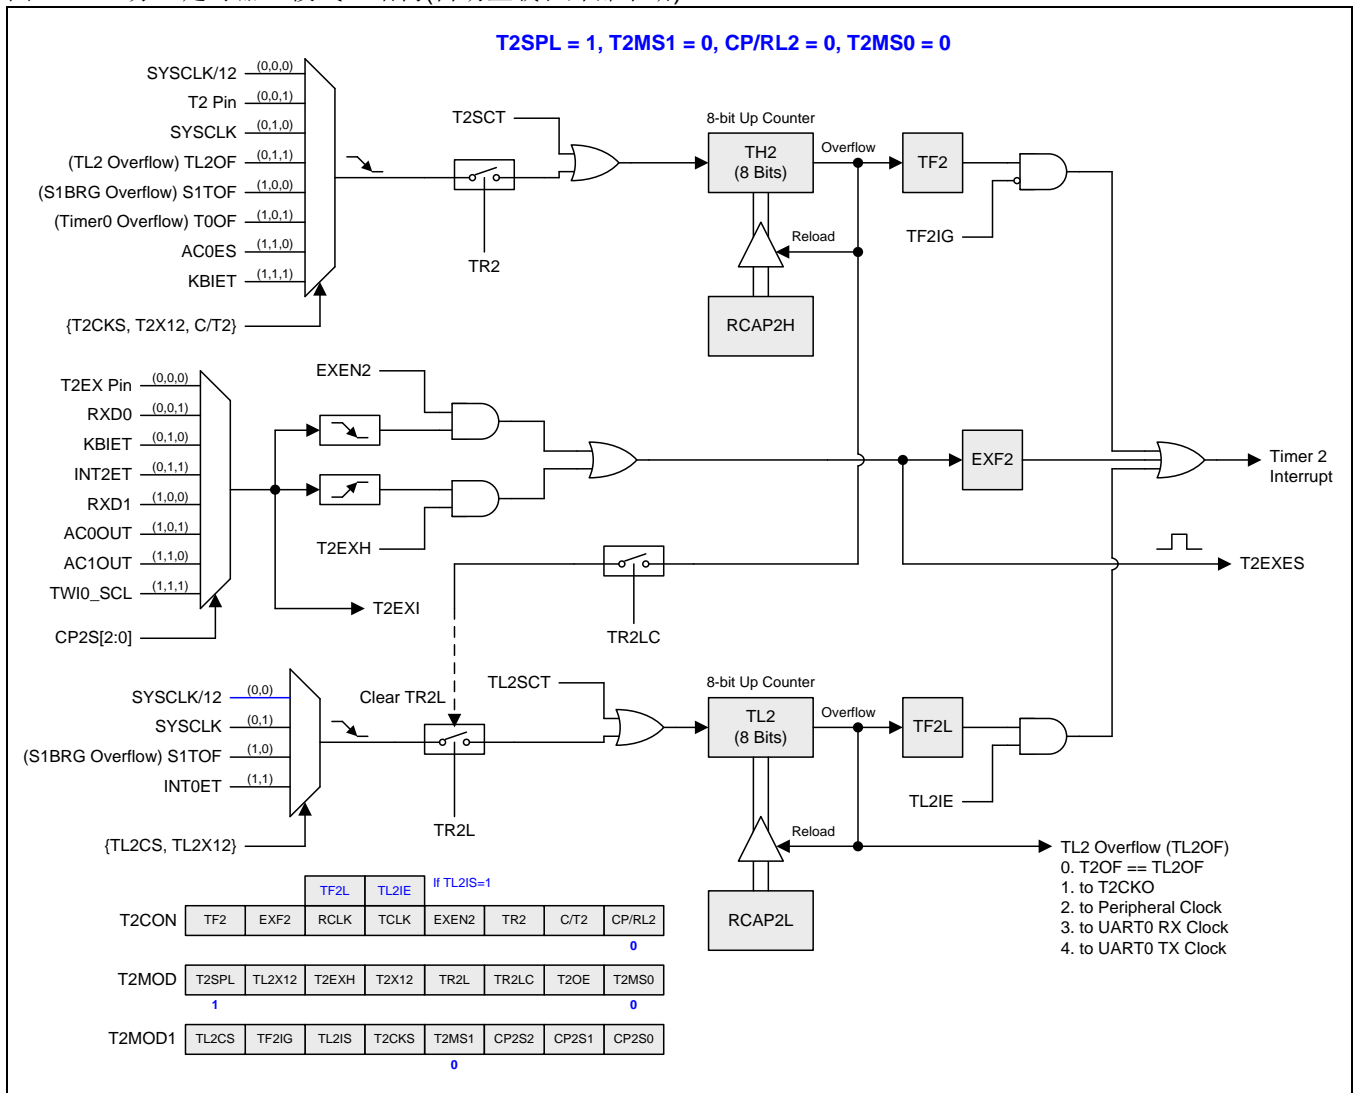 T2SPL = 1, T2MS1 = 0, CP/RL2 = 0, T2MS0 = 0
SYSCLK/12 (0,0,0)
T2 Pin (0,0,1)
SYSCLK (0,1,0)
(TL2 Overflow) TL2OF (0,1,1)
(S1BRG Overflow) S1TOF (1,0,0)
(Timer0 Overflow) T0OF (1,0,1)
AC0ES (1,1,0)
KBIET (1,1,1)
{T2CKS, T2X12, C/T2}
TR2
T2SCT
8-bit Up Counter
TH2
(8 Bits)
Overflow
Reload
RCAP2H
TF2
TF2IG
T2EX Pin (0,0,0)
RXD0 (0,0,1)
KBIET (0,1,0)
INT2ET (0,1,1)
RXD1 (1,0,0)
AC0OUT (1,0,1)
AC1OUT (1,1,0)
TWI0_SCL (1,1,1)
CP2S[2:0]
EXEN2
T2EXH
T2EXI
EXF2
Timer 2
Interrupt
T2EXES
TR2LC
Clear TR2L
SYSCLK/12 (0,0)
SYSCLK (0,1)
(S1BRG Overflow) S1TOF (1,0)
INT0ET (1,1)
{TL2CS, TL2X12}
TR2L
TL2SCT
8-bit Up Counter
TL2
(8 Bits)
Overflow
Reload
RCAP2L
TF2L
TL2IE
TL2 Overflow (TL2OF)
0. T2OF == TL2OF
1. to T2CKO
2. to Peripheral Clock
3. to UART0 RX Clock
4. to UART0 TX Clock
TF2L TL2IE If TL2IS=1
T2CON TF2 EXF2 RCLK TCLK EXEN2 TR2 C/T2 CP/RL2
0
T2MOD T2SPL TL2X12 T2EXH T2X12 TR2L TR2LC T2OE T2MS0
1 0
T2MOD1 TL2CS TF2IG TL2IS T2CKS T2MS1 CP2S2 CP2S1 CP2S0
0